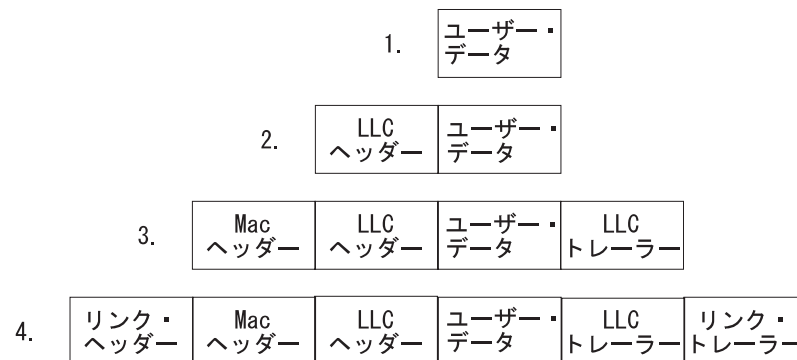 1.
ユーザー・
データ
2.
LLC
ヘッダー
ユーザー・
データ
3.
Mac
ヘッダー
LLC
ヘッダー
ユーザー・
データ
LLC
トレーラー
4.
リンク・
ヘッダー
Mac
ヘッダー
LLC
ヘッダー
ユーザー・
データ
LLC
トレーラー
リンク・
トレーラー